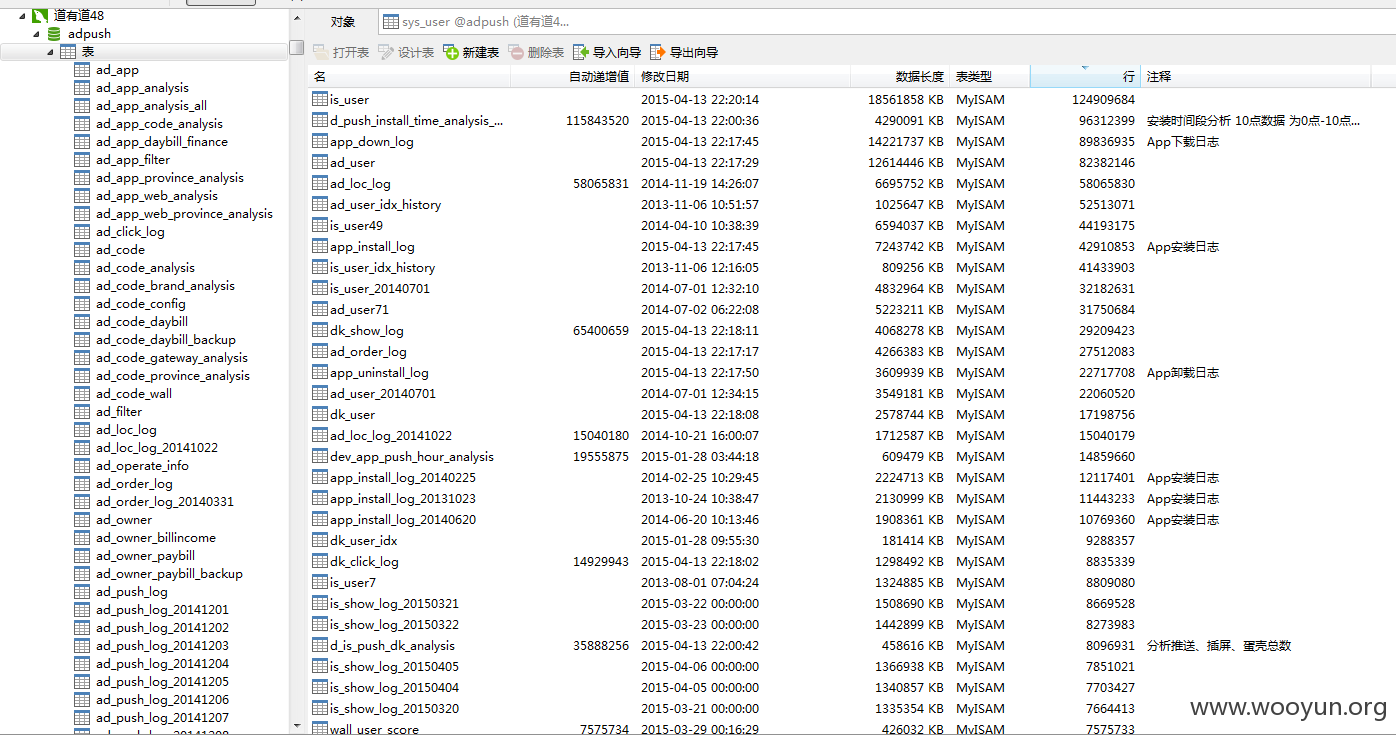 道有道48
adpush
表
ad_app
ad_app_analysis
ad_app_analysis_all
ad_app_code_analysis
ad_app_daybill_finance
ad_app_filter
ad_app_province_analysis
ad_app_web_analysis
ad_app_web_province_analysis
ad_click_log
ad_code
ad_code_analysis
ad_code_brand_analysis
ad_code_config
ad_code_daybill
ad_code_daybill_backup
ad_code_gateway_analysis
ad_code_province_analysis
ad_code_wall
ad_filter
ad_loc_log
ad_loc_log_20141022
ad_operate_info
ad_order_log
ad_order_log_20140331
ad_owner
ad_owner_billincome
ad_owner_paybill
ad_owner_paybill_backup
ad_push_log
ad_push_log_20141201
ad_push_log_20141202
ad_push_log_20141203
ad_push_log_20141204
ad_push_log_20141205
ad_push_log_20141206
ad_push_log_20141207
对象 sys_user @adpush (道有道4...
打开表 设计表 新建表 删除表 导入向导 导出向导
名 自动递增值 修改日期 数据长度 表类型 行 注释
is_user 2015-04-13 22:20:14 18561858 KB MyISAM 124909684
d_push_install_time_analysis_... 115843520 2015-04-13 22:00:36 4290091 KB MyISAM 96312399 安装时间段分析 10点数据 为0点-10点...
app_down_log 2015-04-13 22:17:45 14221737 KB MyISAM 89836935 App下载日志
ad_user 2015-04-13 22:17:29 12614446 KB MyISAM 82382146
ad_loc_log 58065831 2014-11-19 14:26:07 6695752 KB MyISAM 58065830
ad_user_idx_history 2013-11-06 10:51:57 1025647 KB MyISAM 52513071
is_user49 2014-04-10 10:38:39 6594037 KB MyISAM 44193175
app_install_log 2015-04-13 22:17:45 7243742 KB MyISAM 42910853 App安装日志
is_user_idx_history 2013-11-06 12:16:05 809256 KB MyISAM 41433903
is_user_20140701 2014-07-01 12:32:10 4832964 KB MyISAM 32182631
ad_user71 2014-07-02 06:22:08 5223211 KB MyISAM 31750684
dk_show_log 65400659 2015-04-13 22:18:11 4068278 KB MyISAM 29209423
ad_order_log 2015-04-13 22:17:17 4266383 KB MyISAM 27512083
app_uninstall_log 2015-04-13 22:17:50 3609939 KB MyISAM 22717708 App卸载日志
ad_user_20140701 2014-07-01 12:34:15 3549181 KB MyISAM 22060520
dk_user 2015-04-13 22:18:08 2578744 KB MyISAM 17198756
ad_loc_log_20141022 15040180 2014-10-21 16:00:07 1712587 KB MyISAM 15040179
dev_app_push_hour_analysis 19555875 2015-01-28 03:44:18 609479 KB MyISAM 14859660
app_install_log_20140225 2014-02-25 10:29:45 2224713 KB MyISAM 12117401 App安装日志
app_install_log_20131023 2013-10-24 10:38:47 2130999 KB MyISAM 11443233 App安装日志
app_install_log_20140620 2014-06-20 10:13:46 1908361 KB MyISAM 10769360 App安装日志
dk_user_idx 2015-01-28 09:55:30 181414 KB MyISAM 9288357
dk_click_log 14929943 2015-04-13 22:18:02 1298492 KB MyISAM 8835339
is_user7 2013-08-01 07:04:24 1324885 KB MyISAM 8809080
is_show_log_20150321 2015-03-22 00:00:00 1508690 KB MyISAM 8669528
is_show_log_20150322 2015-03-23 00:00:00 1442899 KB MyISAM 8273983
d_is_push_dk_analysis 35888256 2015-04-13 22:00:42 458616 KB MyISAM 8096931 分析推送、插屏、蛋壳总数
is_show_log_20150405 2015-04-06 00:00:00 1366938 KB MyISAM 7851021
is_show_log_20150404 2015-04-05 00:00:00 1340857 KB MyISAM 7703427
is_show_log_20150320 2015-03-21 00:00:00 1335354 KB MyISAM 7664413
wall_user_score 7575734 2015-03-29 00:16:29 426032 KB MyISAM 7575733
www.wooyun.org